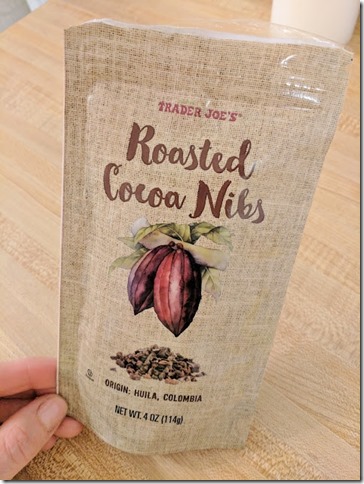 TRADER JOE'S®
Roasted
Cocoa Nibs
ORIGIN: HUILA, COLOMBIA
NET WT. 4 OZ (114g)